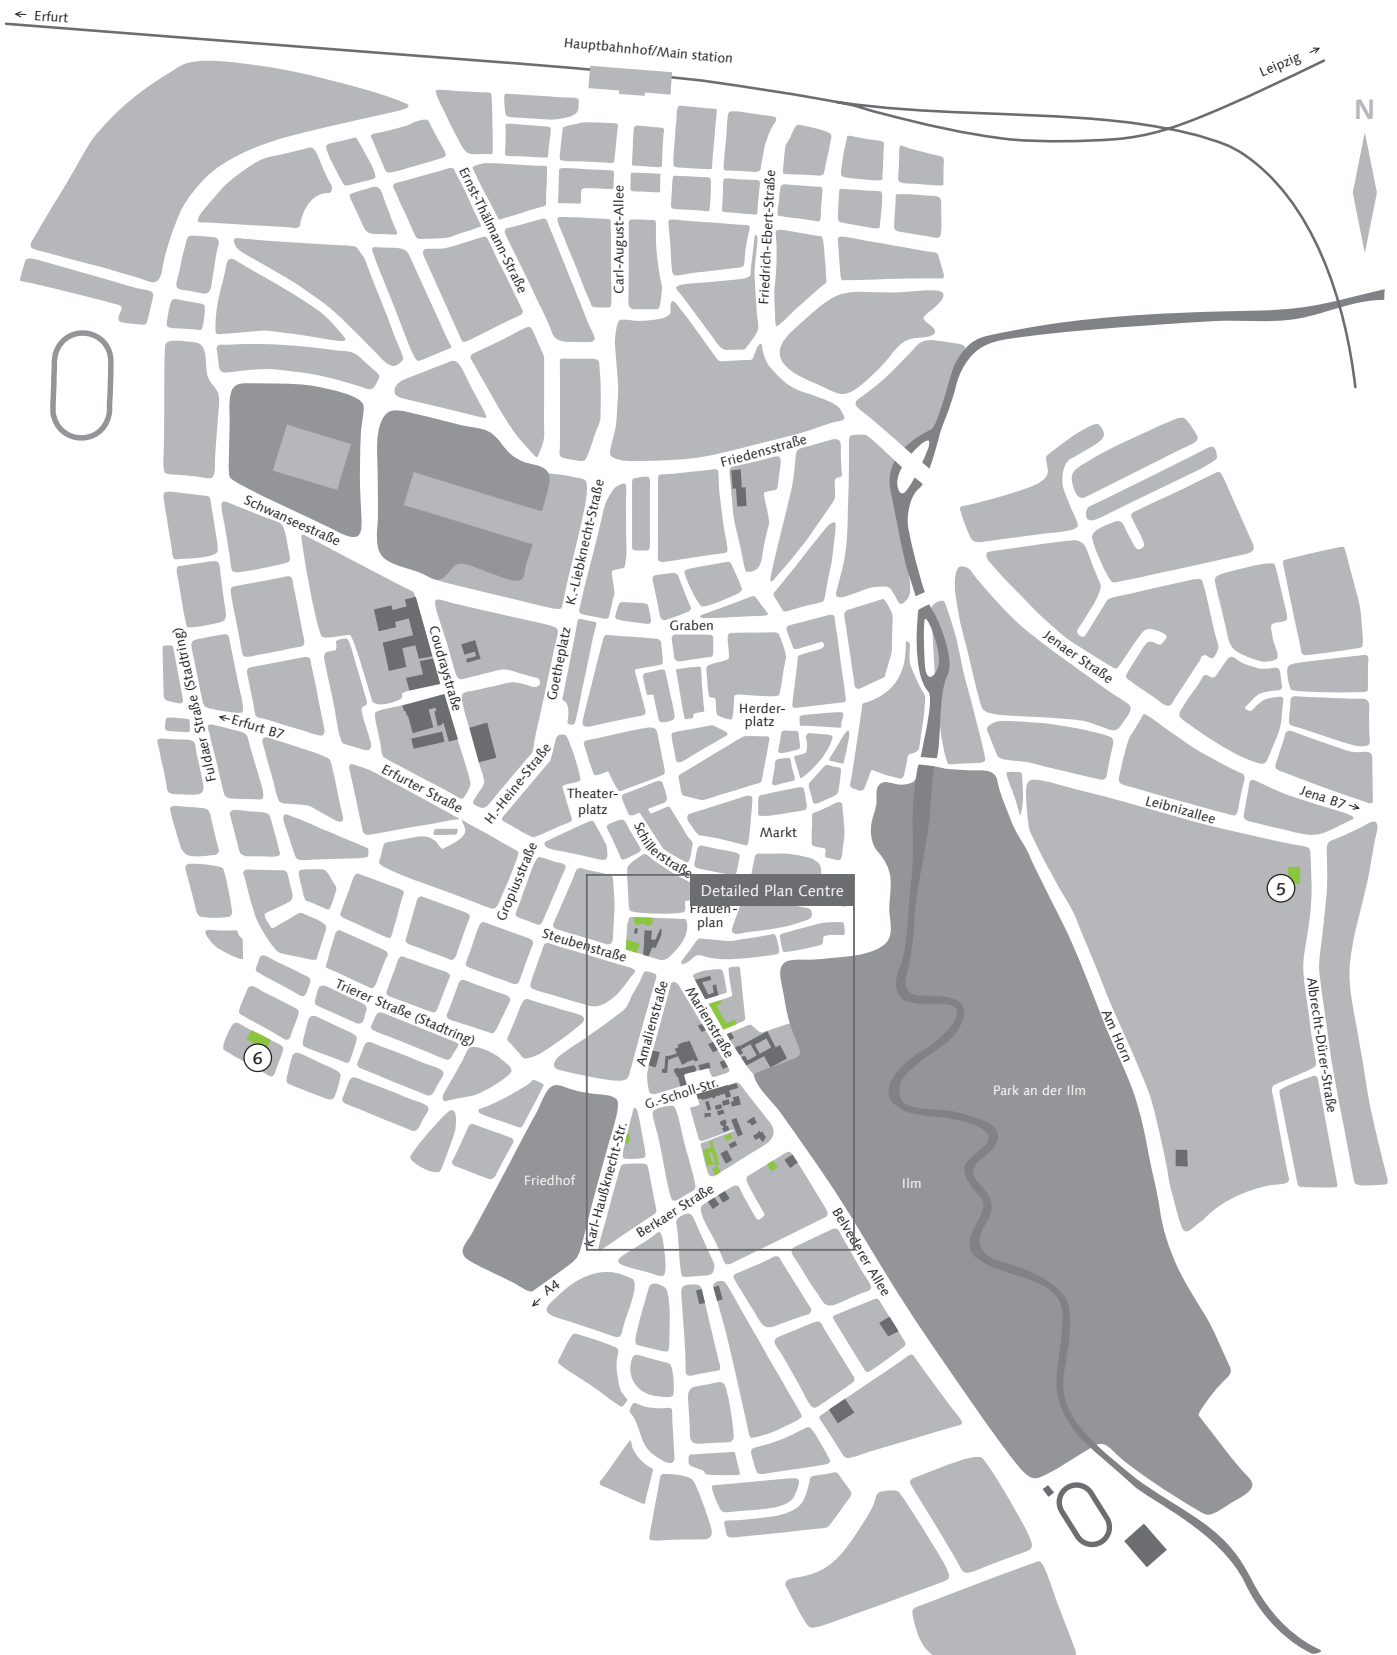 ← Erfurt
Hauptbahnhof/Main station
Leipzig →
N
Ernst-Thälmann-Straße
Carl-August-Allee
Friedrich-Ebert-Straße
Friedensstraße
Schwanseestraße
K.-Liebknecht-Straße
Graben
Coudraystraße
Goetheplatz
Jenaer Straße
Fuldaer Straße (Stadtring)
← Erfurt B7
Herder-
platz
Erfurter Straße
H.-Heine-Straße
Theater-
platz
Schillerstraße
Markt
Leibnizallee
Jena B7 →
Gropiusstraße
Detailed Plan Centre
5
Frauen-
plan
Steubenstraße
Trierer Straße (Stadtring)
6
Amalienstraße
Marienstraße
Am Horn
Albrecht-Dürer-Straße
G.-Scholl-Str.
Park an der Ilm
Karl-Haußknecht-Str.
Friedhof
Ilm
Berkaer Straße
Belvederer Allee
← A4